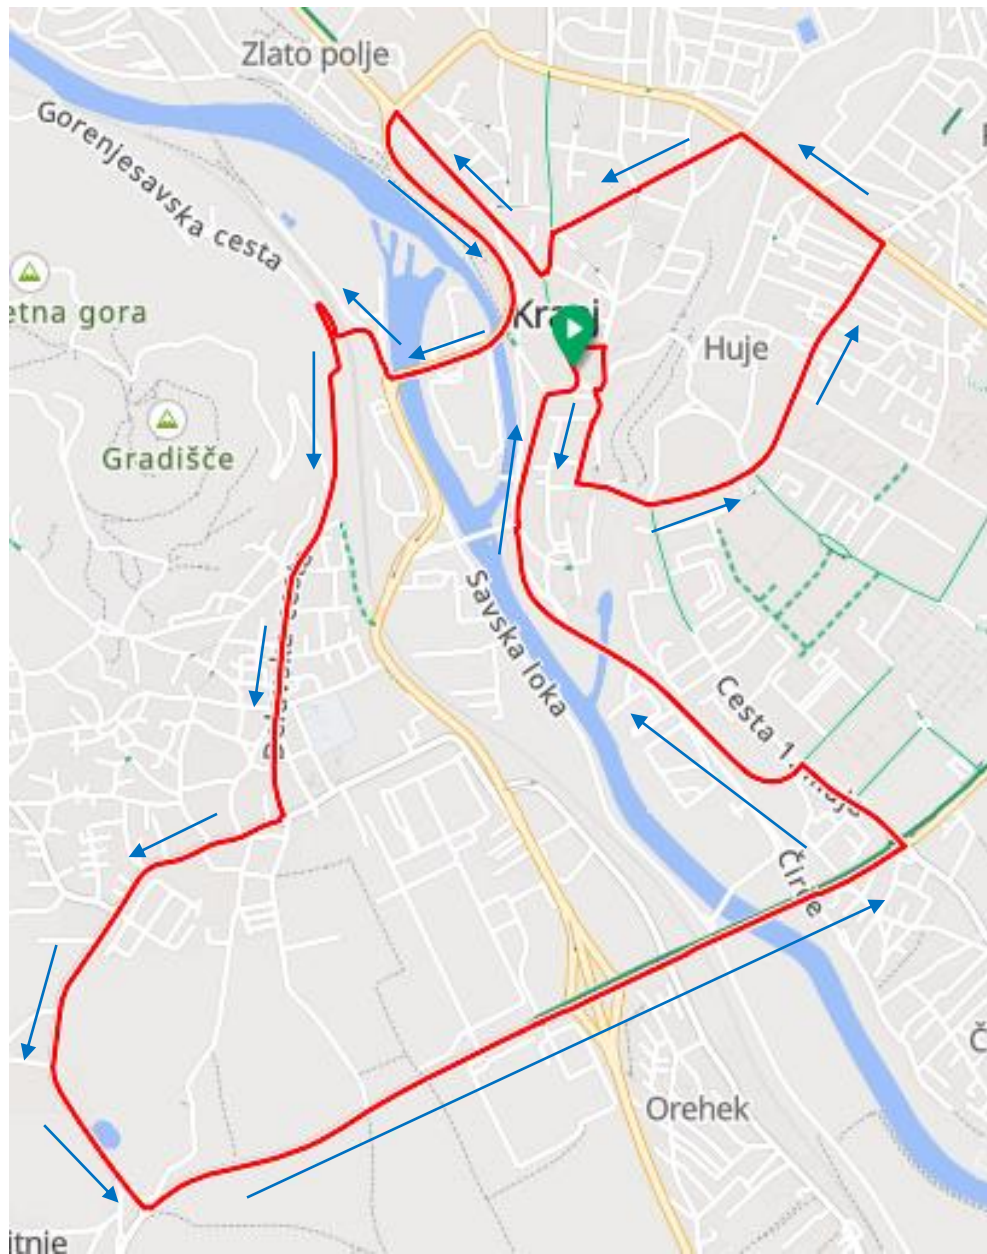 Zlato polje
Gorenjesavska cesta
etna gora
Kranj
Huje
Gradišče
Savska loka
Cesta 1. maja
Čirče
Orehek
itnje